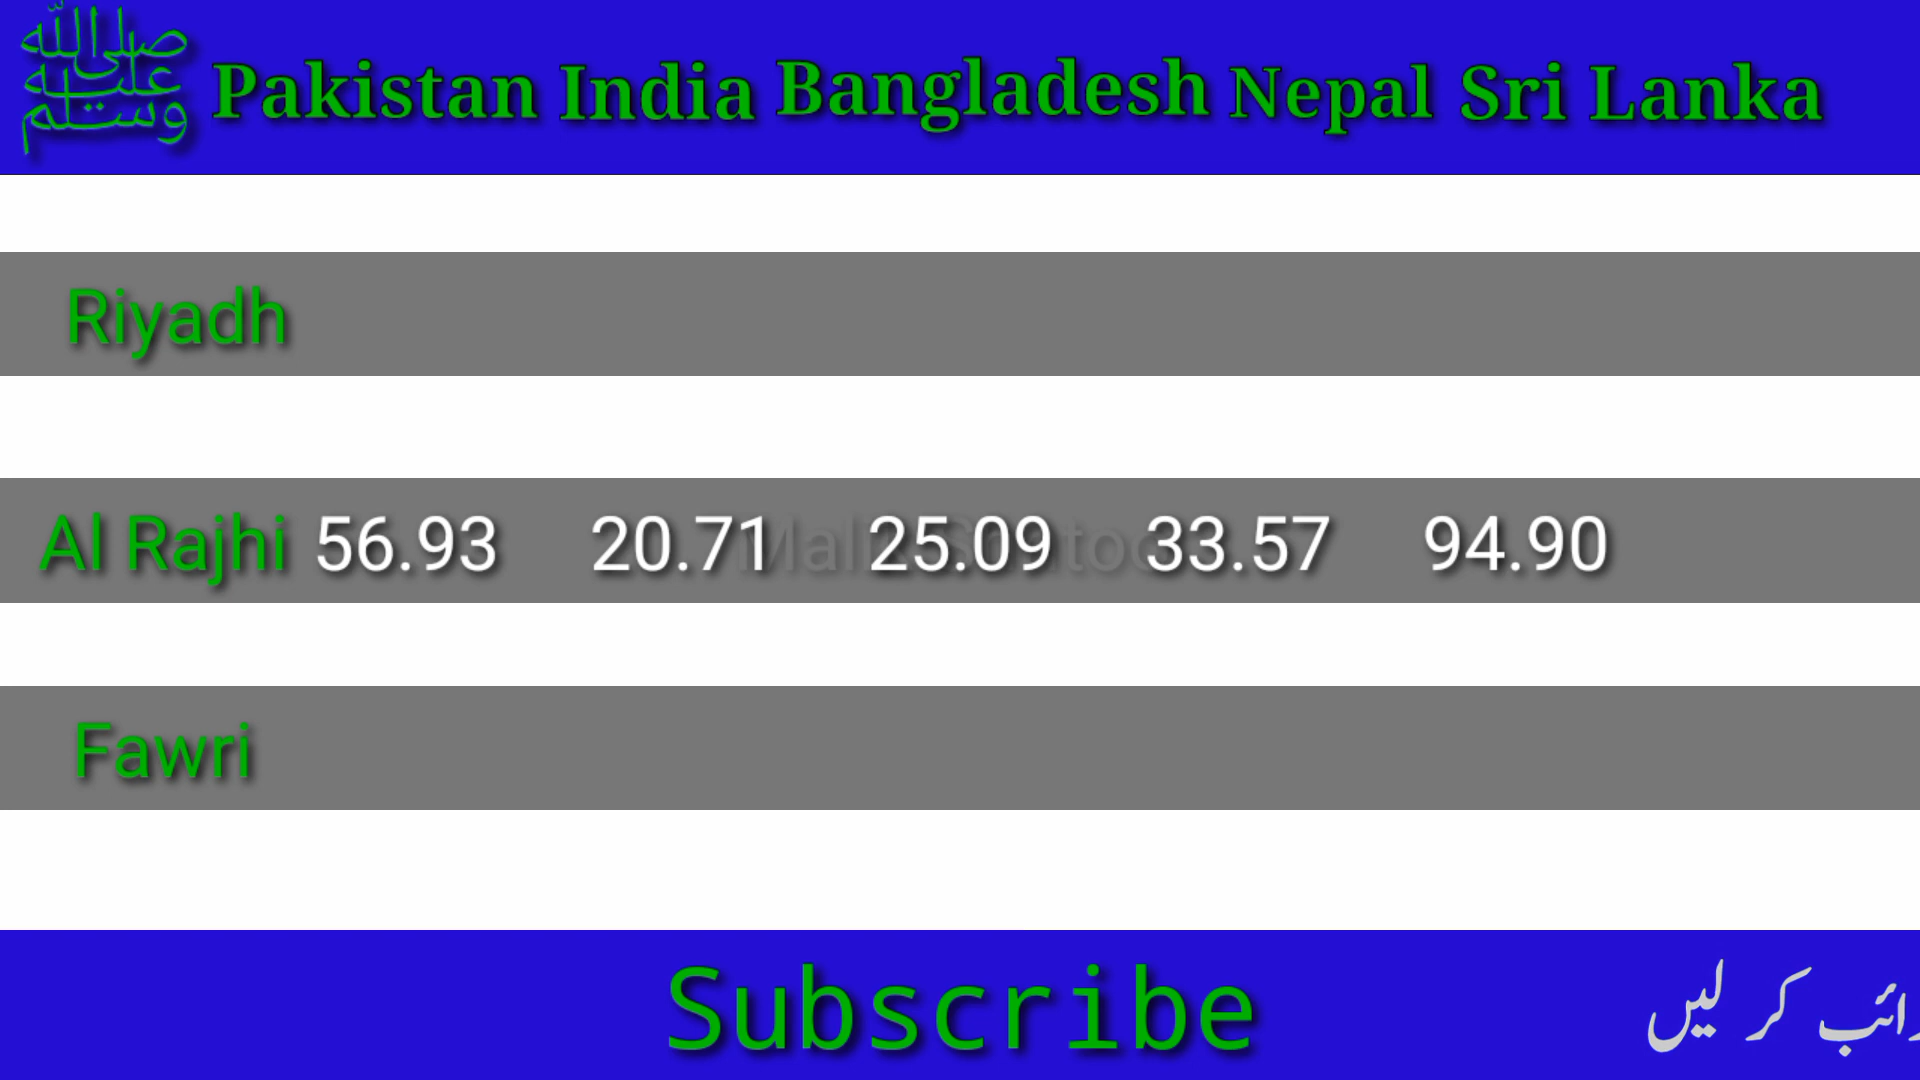 صلى الله
عليه
وسلم
Pakistan India Bangladesh Nepal Sri Lanka
Riyadh
Al Rajhi 56.93 20.71 25.09 33.57 94.90
Fawri
Subscribe
کر لیں